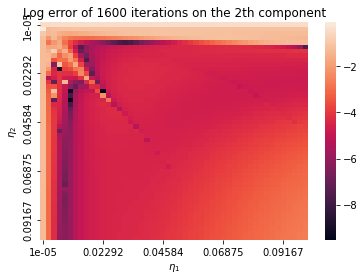 Log error of 1600 iterations on the 2th component
1e-05
0.02292
0.04584
0.06875
0.09167
η₂
1e-05
0.02292
0.04584
0.06875
0.09167
η₁
−2
−4
−6
−8